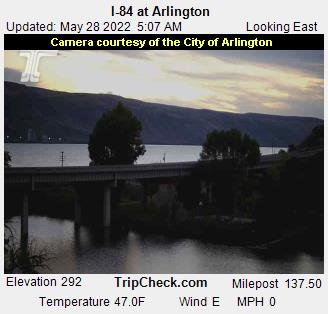 I-84 at Arlington
Updated: May 28 2022 5:07 AM Looking East
Camera courtesy of the City of Arlington
Elevation 292 TripCheck.com Milepost 137.50
Temperature 47.0F Wind E MPH 0